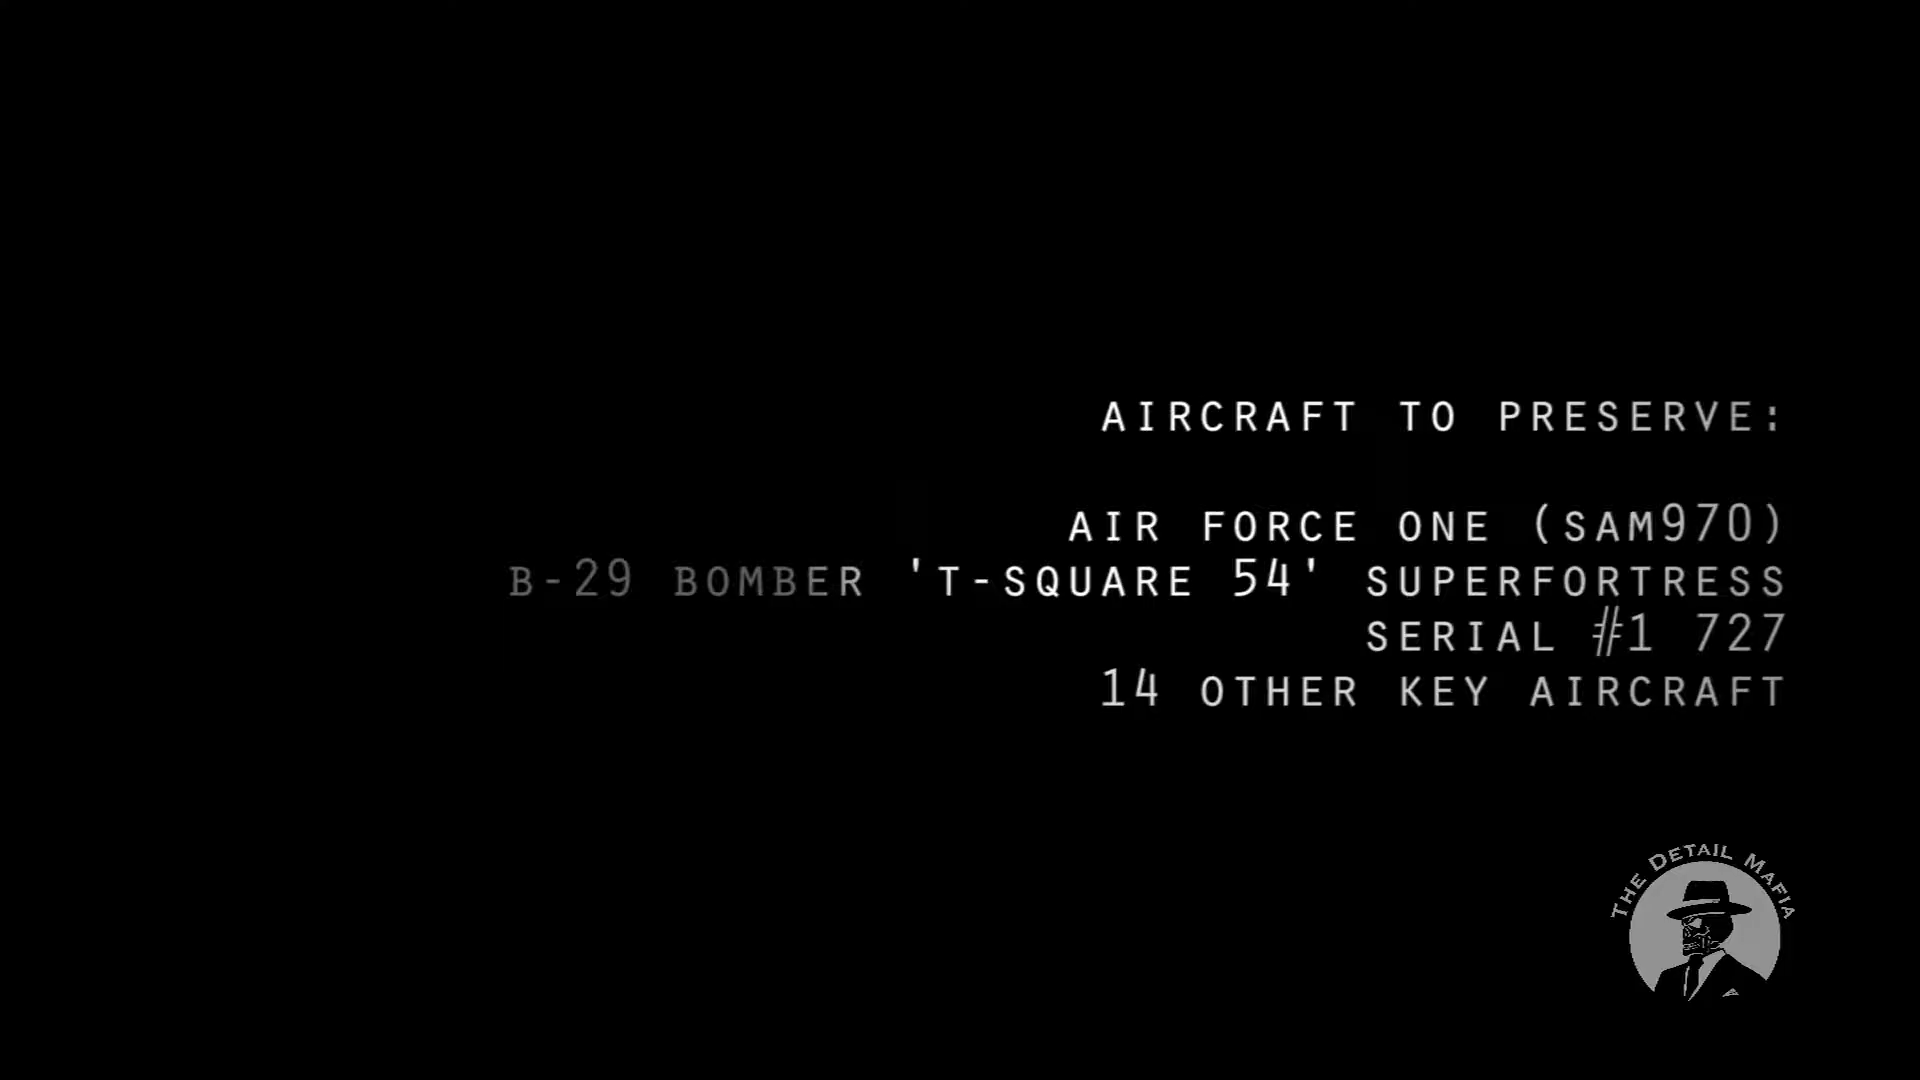 AIRCRAFT TO PRESERVE:
AIR FORCE ONE (SAM970)
B-29 BOMBER 'T-SQUARE 54' SUPERFORTRESS
SERIAL #1 727
14 OTHER KEY AIRCRAFT
THE DETAIL MAFIA